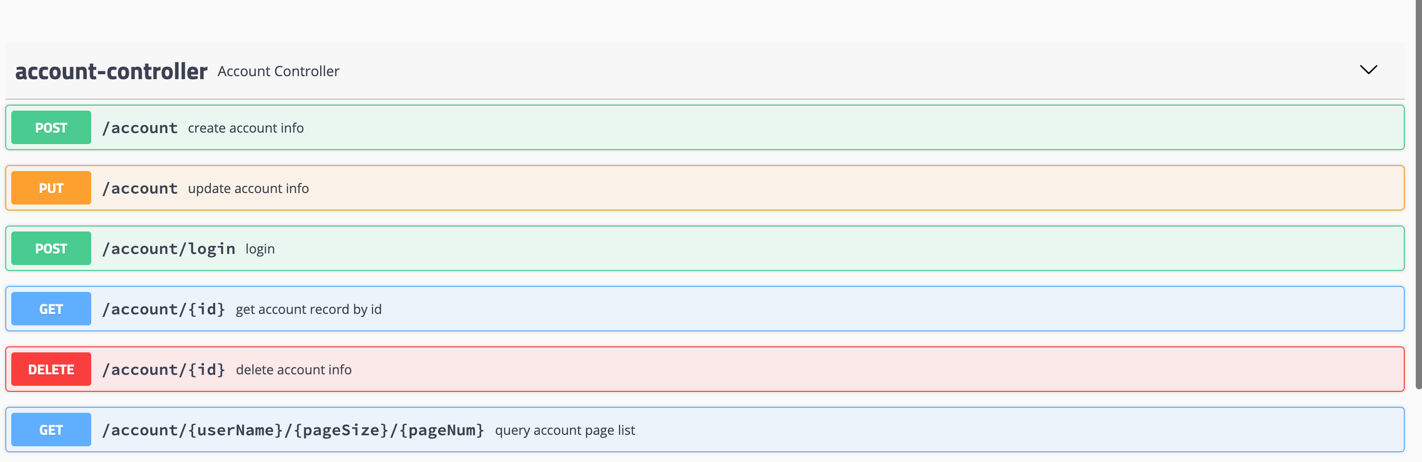 account-controller Account Controller
POST /account create account info
PUT /account update account info
POST /account/login login
GET /account/{id} get account record by id
DELETE /account/{id} delete account info
GET /account/{userName}/{pageSize}/{pageNum} query account page list